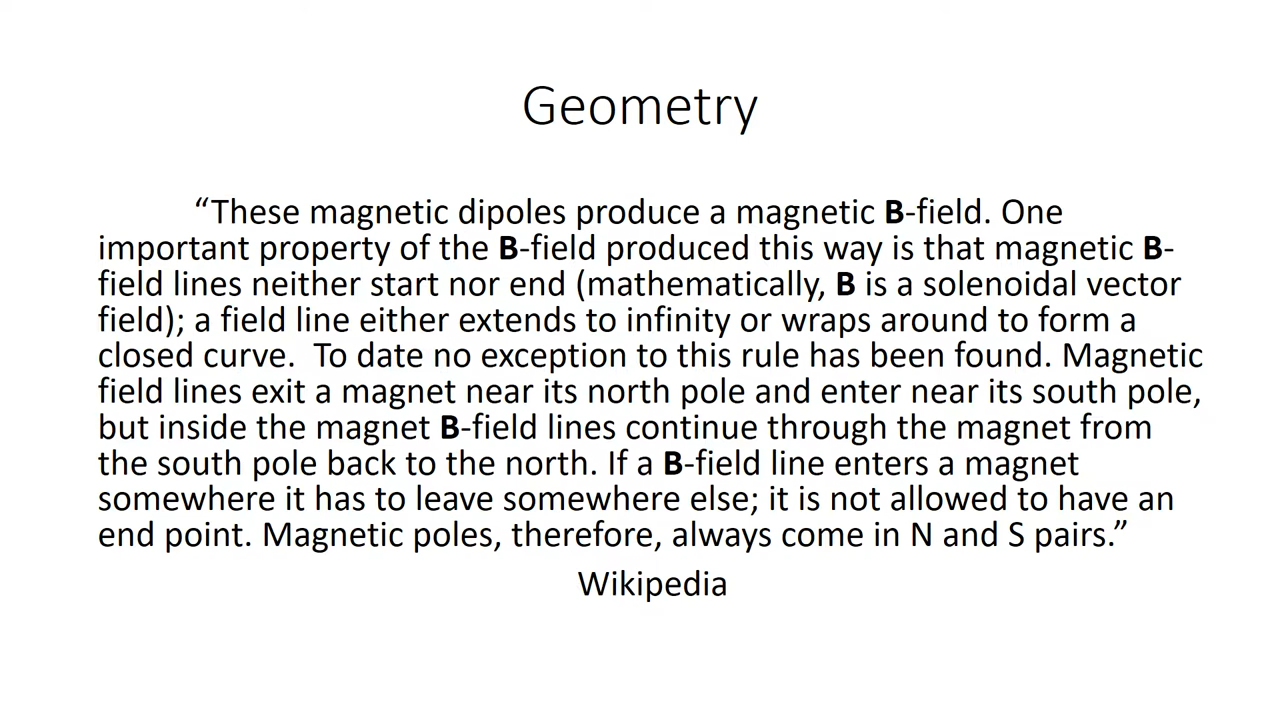 Geometry
“These magnetic dipoles produce a magnetic B-field. One
important property of the B-field produced this way is that magnetic B-
field lines neither start nor end (mathematically, B is a solenoidal vector
field); a field line either extends to infinity or wraps around to form a
closed curve.  To date no exception to this rule has been found. Magnetic
field lines exit a magnet near its north pole and enter near its south pole,
but inside the magnet B-field lines continue through the magnet from
the south pole back to the north. If a B-field line enters a magnet
somewhere it has to leave somewhere else; it is not allowed to have an
end point. Magnetic poles, therefore, always come in N and S pairs.”
Wikipedia